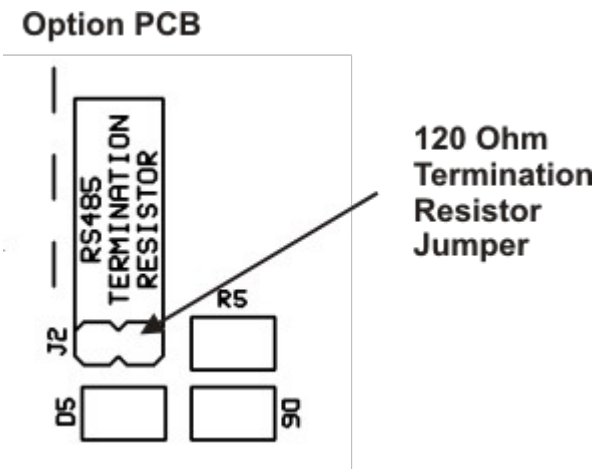 Option PCB
RS485
TERMINATION
RESISTOR
120 Ohm
Termination
Resistor
Jumper
R5
J2
D5
D6